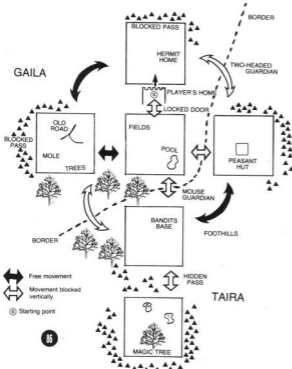 BLOCKED PASS
BORDER
HERMIT
HOME
GAILA
TWO-HEADED
GUARDIAN
PLAYER'S HOME
S
LOCKED DOOR
OLD
ROAD
FIELDS
BLOCKED
PASS
POOL
MOLE
PEASANT
HUT
TREES
MOUSE
GUARDIAN
BANDITS
BASE
BORDER
FOOTHILLS
Free movement
HIDDEN
PASS
Movement blocked
vertically
TAIRA
S Starting point
86
MAGIC TREE